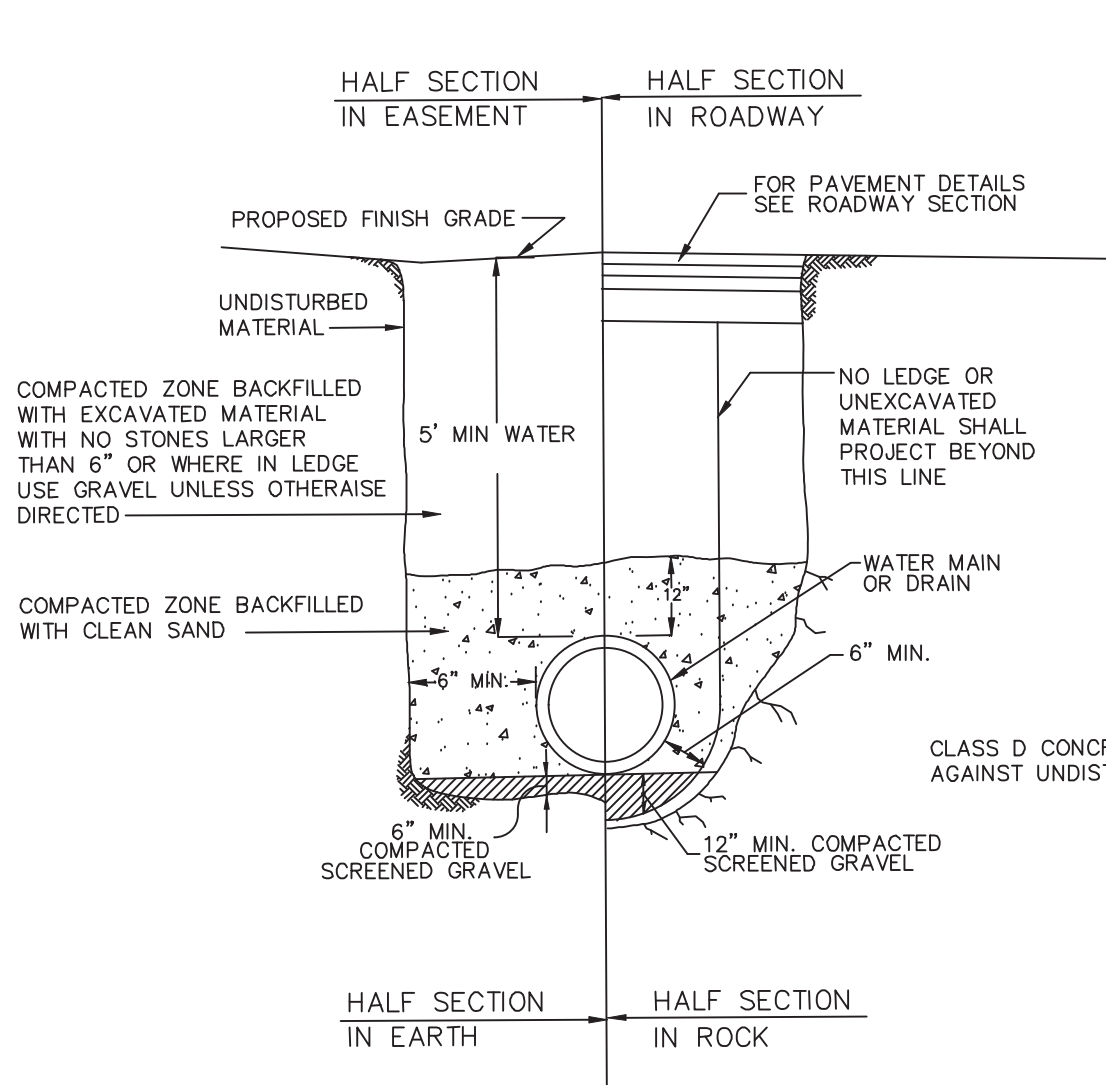 HALF SECTION
IN EASEMENT
HALF SECTION
IN ROADWAY
FOR PAVEMENT DETAILS
SEE ROADWAY SECTION
PROPOSED FINISH GRADE
UNDISTURBED
MATERIAL
COMPACTED ZONE BACKFILLED
WITH EXCAVATED MATERIAL
WITH NO STONES LARGER
THAN 6" OR WHERE IN LEDGE
USE GRAVEL UNLESS OTHERAISE
DIRECTED
5' MIN WATER
NO LEDGE OR
UNEXCAVATED
MATERIAL SHALL
PROJECT BEYOND
THIS LINE
WATER MAIN
OR DRAIN
12"
COMPACTED ZONE BACKFILLED
WITH CLEAN SAND
6" MIN.
6" MIN.
CLASS D CONCR
AGAINST UNDIST
6" MIN.
COMPACTED
SCREENED GRAVEL
12" MIN. COMPACTED
SCREENED GRAVEL
HALF SECTION
IN EARTH
HALF SECTION
IN ROCK